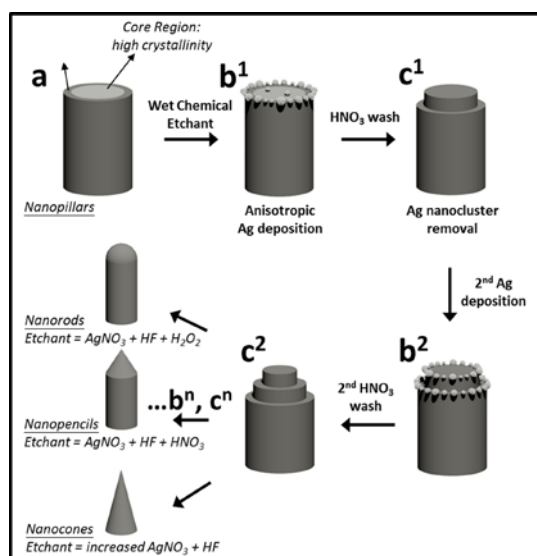 Core Region:
high crystallinity
a
b¹
c¹
Wet Chemical
Etchant
HNO₃ wash
Nanopillars
Anisotropic
Ag deposition
Ag nanocluster
removal
2ⁿᵈ Ag
deposition
Nanorods
Etchant = AgNO₃ + HF + H₂O₂
c²
b²
...bⁿ, cⁿ
2ⁿᵈ HNO₃
wash
Nanopencils
Etchant = AgNO₃ + HF + HNO₃
Nanocones
Etchant = increased AgNO₃ + HF